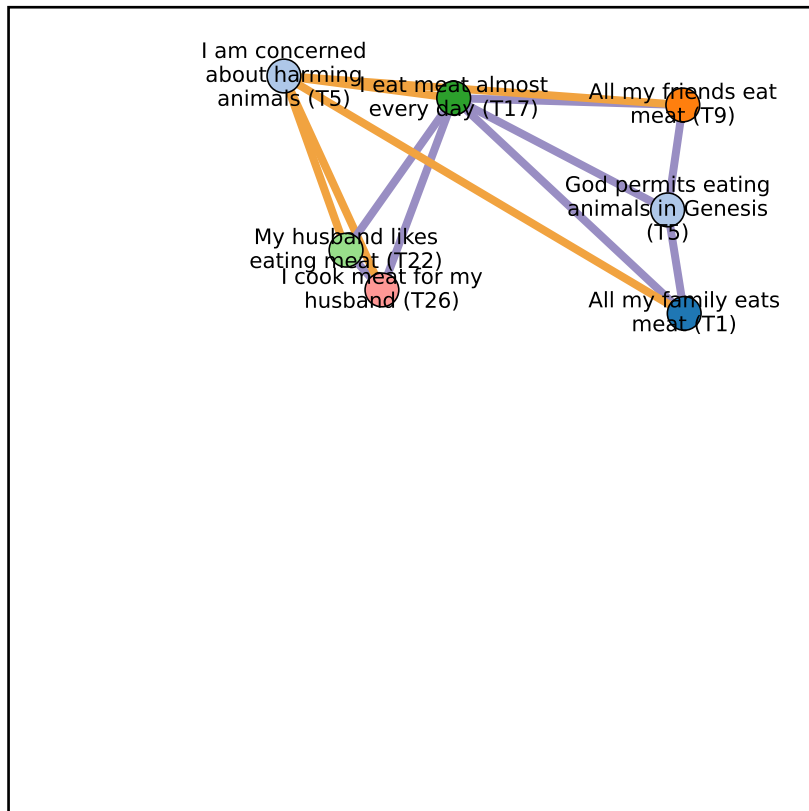 I am concerned
about harming
animals (T5)
I eat meat almost
every day (T17)
All my friends eat
meat (T9)
God permits eating
animals in Genesis
(T5)
My husband likes
eating meat (T22)
I cook meat for my
husband (T26)
All my family eats
meat (T1)